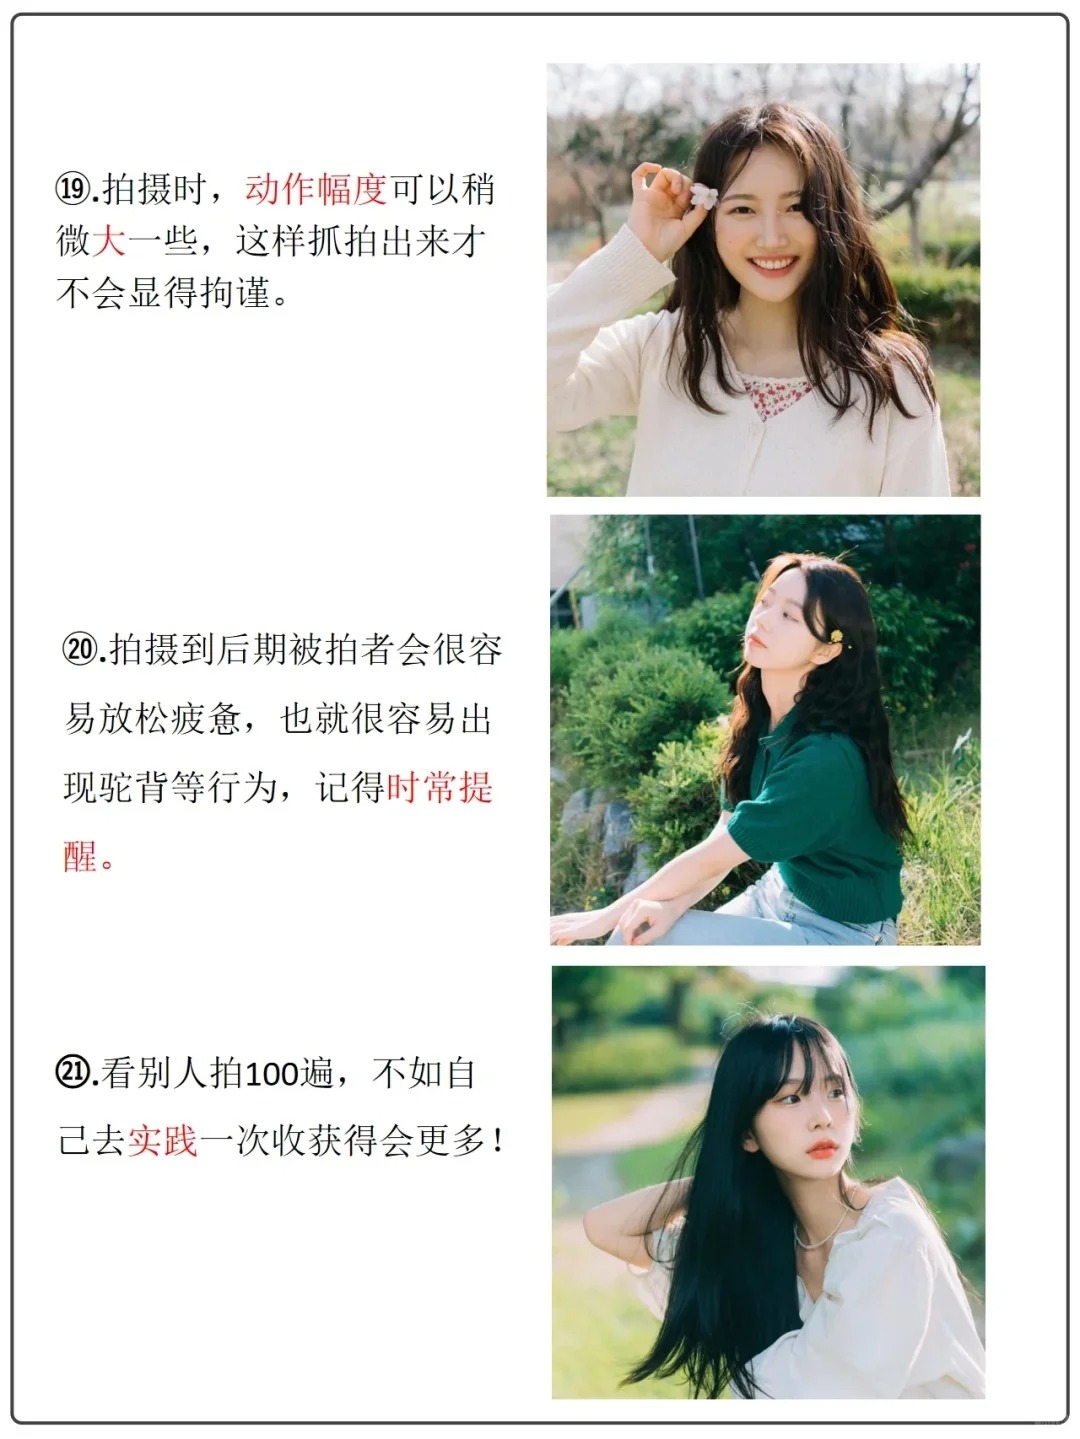 ⑲.拍摄时，动作幅度可以稍
微大一些，这样抓拍出来才
不会显得拘谨。
⑳.拍摄到后期被拍者会很容
易放松疲惫，也就很容易出
现驼背等行为，记得时常提
醒。
㉑.看别人拍100遍，不如自
己去实践一次收获得会更多！